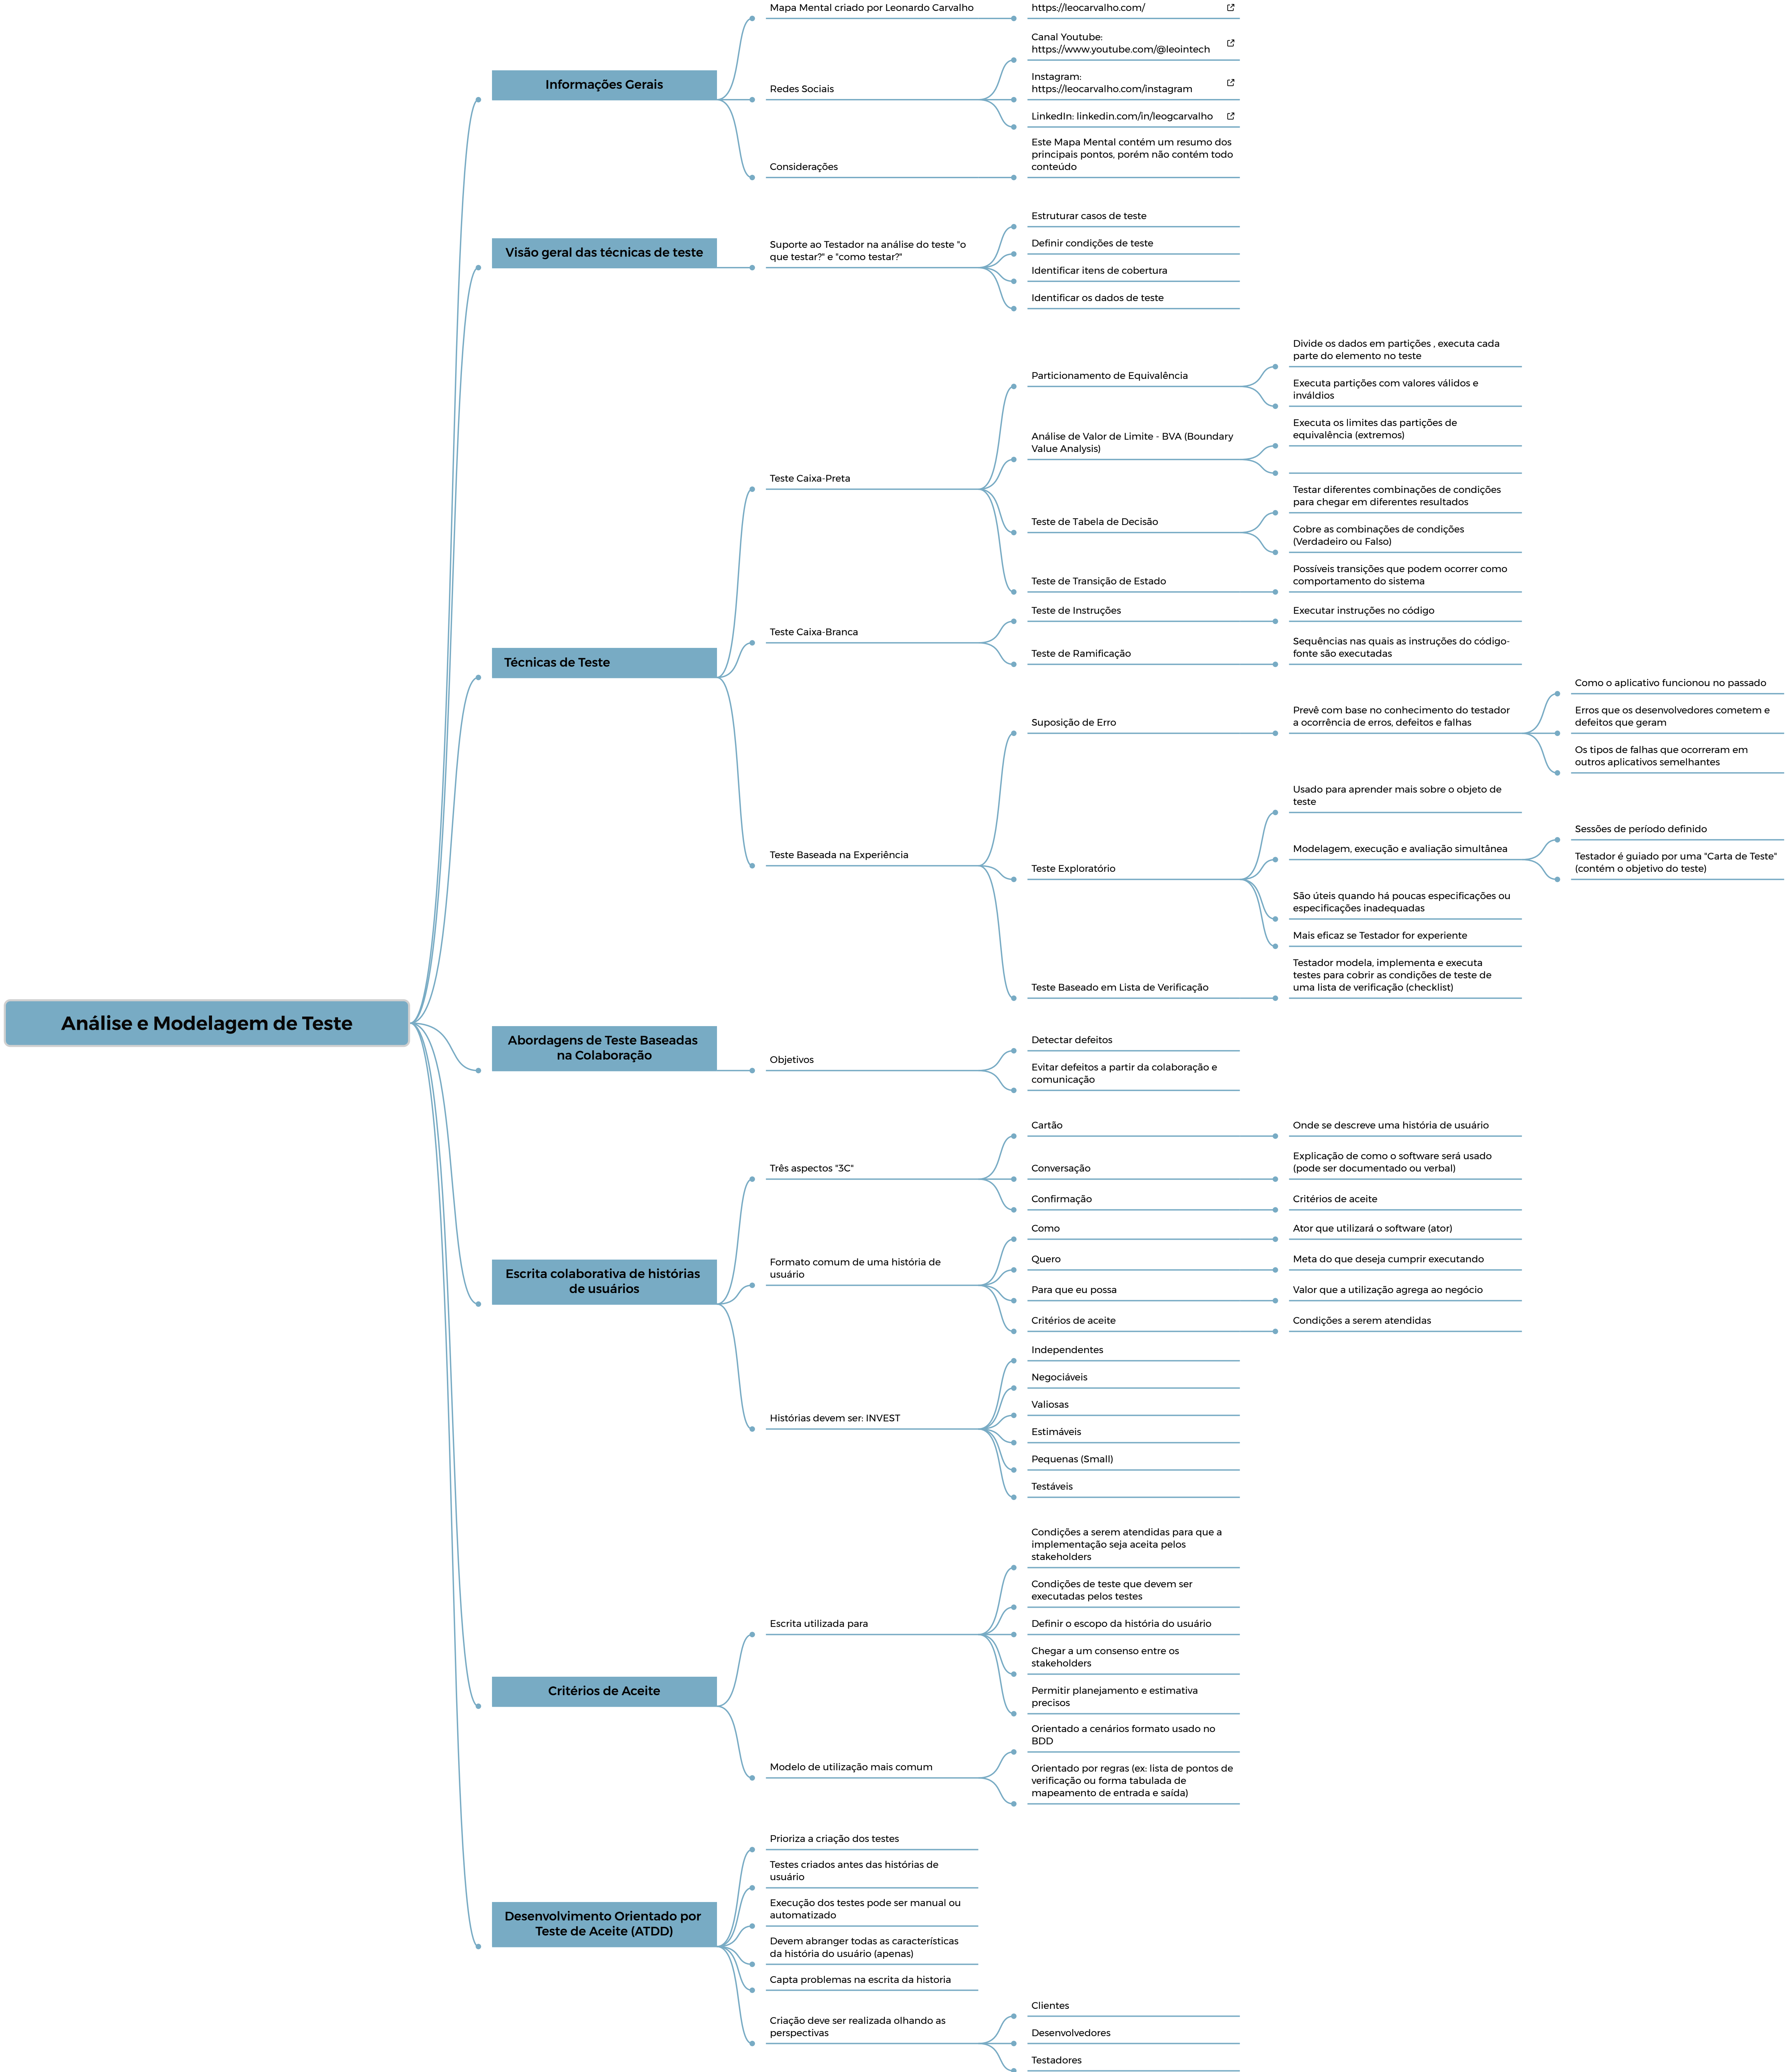 Análise e Modelagem de Teste
Informações Gerais
Mapa Mental criado por Leonardo Carvalho
https://leocarvalho.com/
Redes Sociais
Canal Youtube:
https://www.youtube.com/@leointech
Instagram:
https://leocarvalho.com/instagram
LinkedIn: linkedin.com/in/leogcarvalho
Considerações
Este Mapa Mental contém um resumo dos
principais pontos, porém não contém todo
conteúdo
Visão geral das técnicas de teste
Suporte ao Testador na análise do teste "o
que testar?" e "como testar?"
Estruturar casos de teste
Definir condições de teste
Identificar itens de cobertura
Identificar os dados de teste
Técnicas de Teste
Teste Caixa-Preta
Particionamento de Equivalência
Divide os dados em partições , executa cada
parte do elemento no teste
Executa partições com valores válidos e
inváldios
Análise de Valor de Limite - BVA (Boundary
Value Analysis)
Executa os limites das partições de
equivalência (extremos)
Teste de Tabela de Decisão
Testar diferentes combinações de condições
para chegar em diferentes resultados
Cobre as combinações de condições
(Verdadeiro ou Falso)
Teste de Transição de Estado
Possíveis transições que podem ocorrer como
comportamento do sistema
Teste Caixa-Branca
Teste de Instruções
Executar instruções no código
Teste de Ramificação
Sequências nas quais as instruções do código-
fonte são executadas
Teste Baseada na Experiência
Suposição de Erro
Prevê com base no conhecimento do testador
a ocorrência de erros, defeitos e falhas
Como o aplicativo funcionou no passado
Erros que os desenvolvedores cometem e
defeitos que geram
Os tipos de falhas que ocorreram em
outros aplicativos semelhantes
Teste Exploratório
Usado para aprender mais sobre o objeto de
teste
Modelagem, execução e avaliação simultânea
Sessões de período definido
Testador é guiado por uma "Carta de Teste"
(contém o objetivo do teste)
São úteis quando há poucas especificações ou
especificações inadequadas
Mais eficaz se Testador for experiente
Teste Baseado em Lista de Verificação
Testador modela, implementa e executa
testes para cobrir as condições de teste de
uma lista de verificação (checklist)
Abordagens de Teste Baseadas
na Colaboração
Objetivos
Detectar defeitos
Evitar defeitos a partir da colaboração e
comunicação
Escrita colaborativa de histórias
de usuários
Três aspectos "3C"
Cartão
Onde se descreve uma história de usuário
Conversação
Explicação de como o software será usado
(pode ser documentado ou verbal)
Confirmação
Critérios de aceite
Formato comum de uma história de
usuário
Como
Ator que utilizará o software (ator)
Quero
Meta do que deseja cumprir executando
Para que eu possa
Valor que a utilização agrega ao negócio
Critérios de aceite
Condições a serem atendidas
Histórias devem ser: INVEST
Independentes
Negociáveis
Valiosas
Estimáveis
Pequenas (Small)
Testáveis
Critérios de Aceite
Escrita utilizada para
Condições a serem atendidas para que a
implementação seja aceita pelos
stakeholders
Condições de teste que devem ser
executadas pelos testes
Definir o escopo da história do usuário
Chegar a um consenso entre os
stakeholders
Permitir planejamento e estimativa
precisos
Modelo de utilização mais comum
Orientado a cenários formato usado no
BDD
Orientado por regras (ex: lista de pontos de
verificação ou forma tabulada de
mapeamento de entrada e saída)
Desenvolvimento Orientado por
Teste de Aceite (ATDD)
Prioriza a criação dos testes
Testes criados antes das histórias de
usuário
Execução dos testes pode ser manual ou
automatizado
Devem abranger todas as características
da história do usuário (apenas)
Capta problemas na escrita da historia
Criação deve ser realizada olhando as
perspectivas
Clientes
Desenvolvedores
Testadores